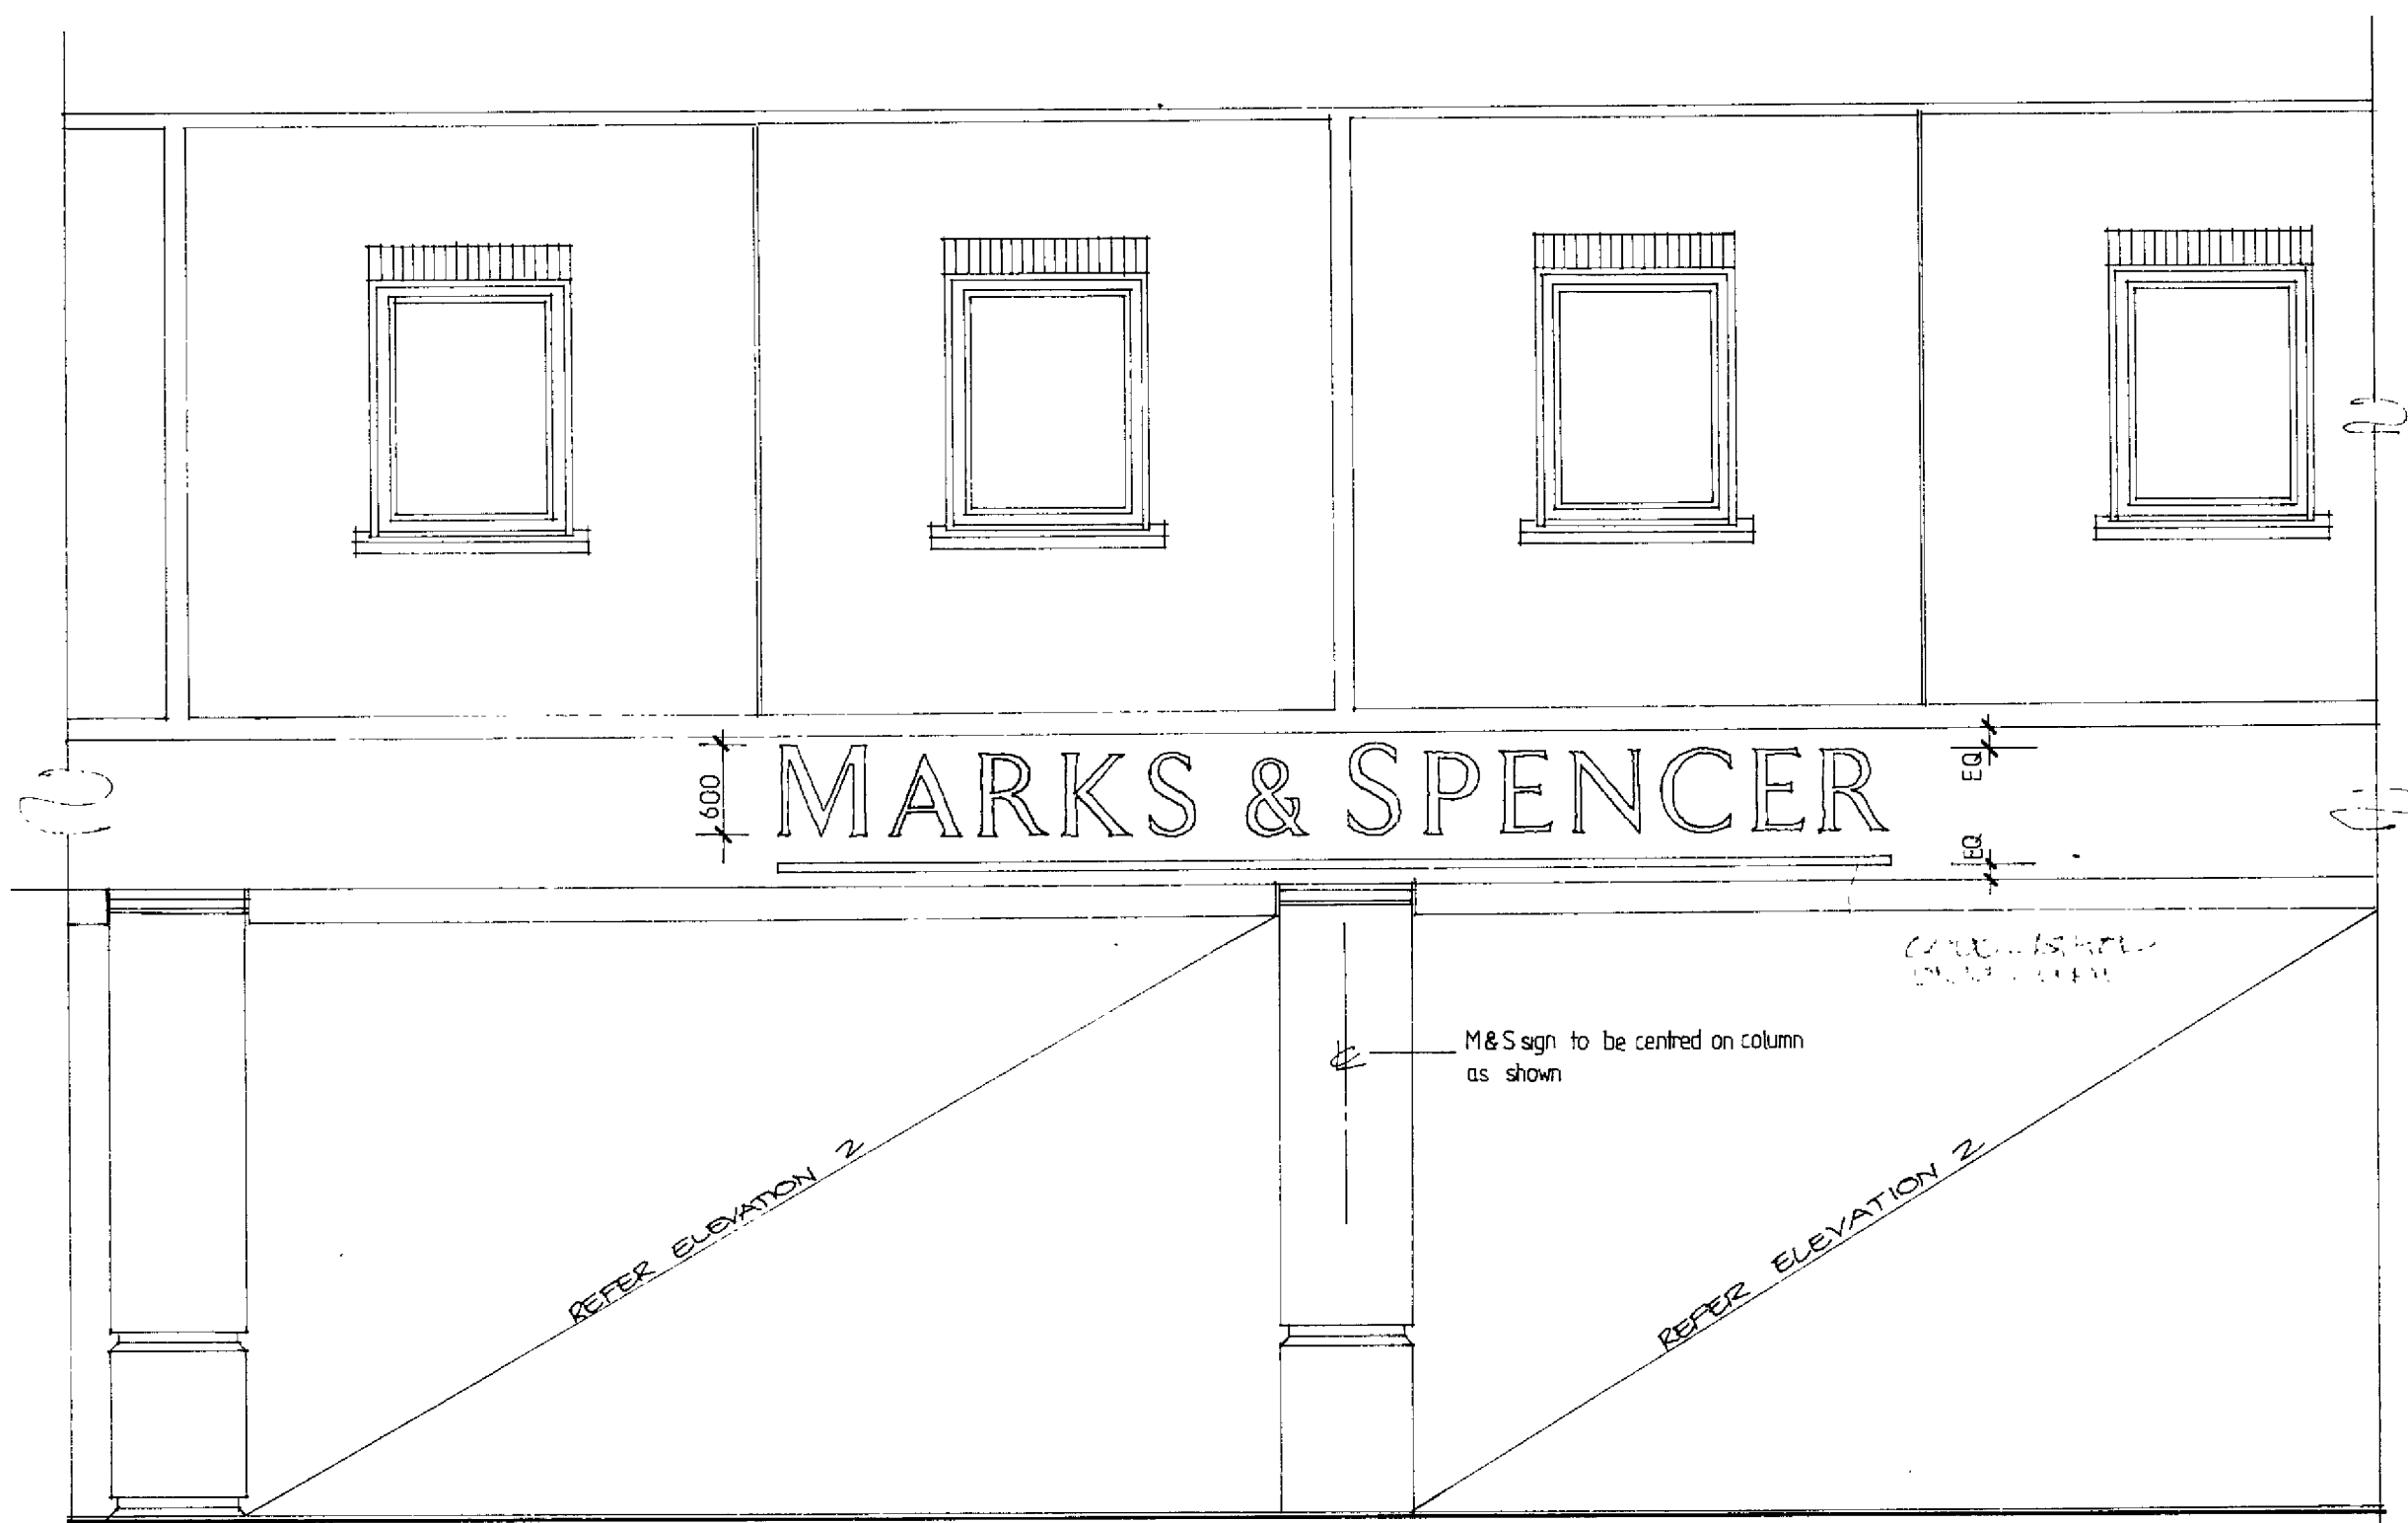 600
MARKS & SPENCER
EQ
EQ
M & S sign to be centred on column
as shown
REFER ELEVATION 2
REFER ELEVATION 2